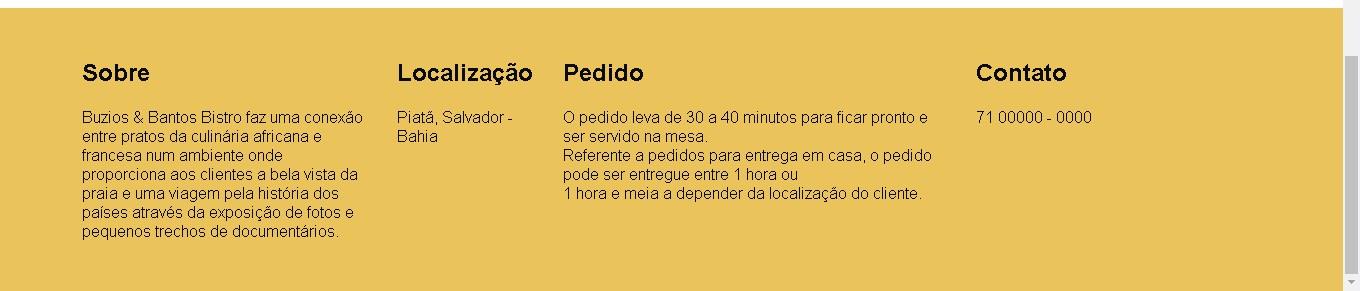 Sobre
Buzios & Bantos Bistro faz uma conexão
entre pratos da culinária africana e
francesa num ambiente onde
proporciona aos clientes a bela vista da
praia e uma viagem pela história dos
países através da exposição de fotos e
pequenos trechos de documentários.
Localização
Piatã, Salvador -
Bahia
Pedido
O pedido leva de 30 a 40 minutos para ficar pronto e
ser servido na mesa.
Referente a pedidos para entrega em casa, o pedido
pode ser entregue entre 1 hora ou
1 hora e meia a depender da localização do cliente.
Contato
71 00000 - 0000